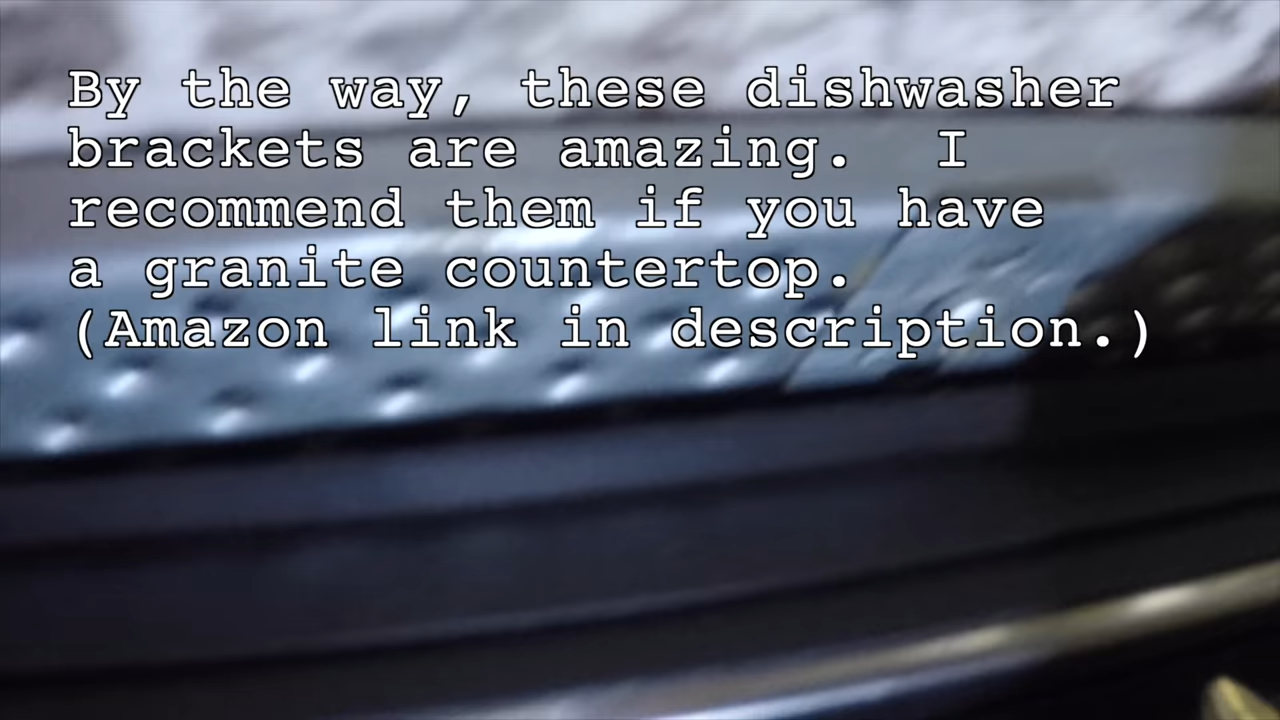 By the way, these dishwasher
brackets are amazing.  I
recommend them if you have
a granite countertop.
(Amazon link in description.)